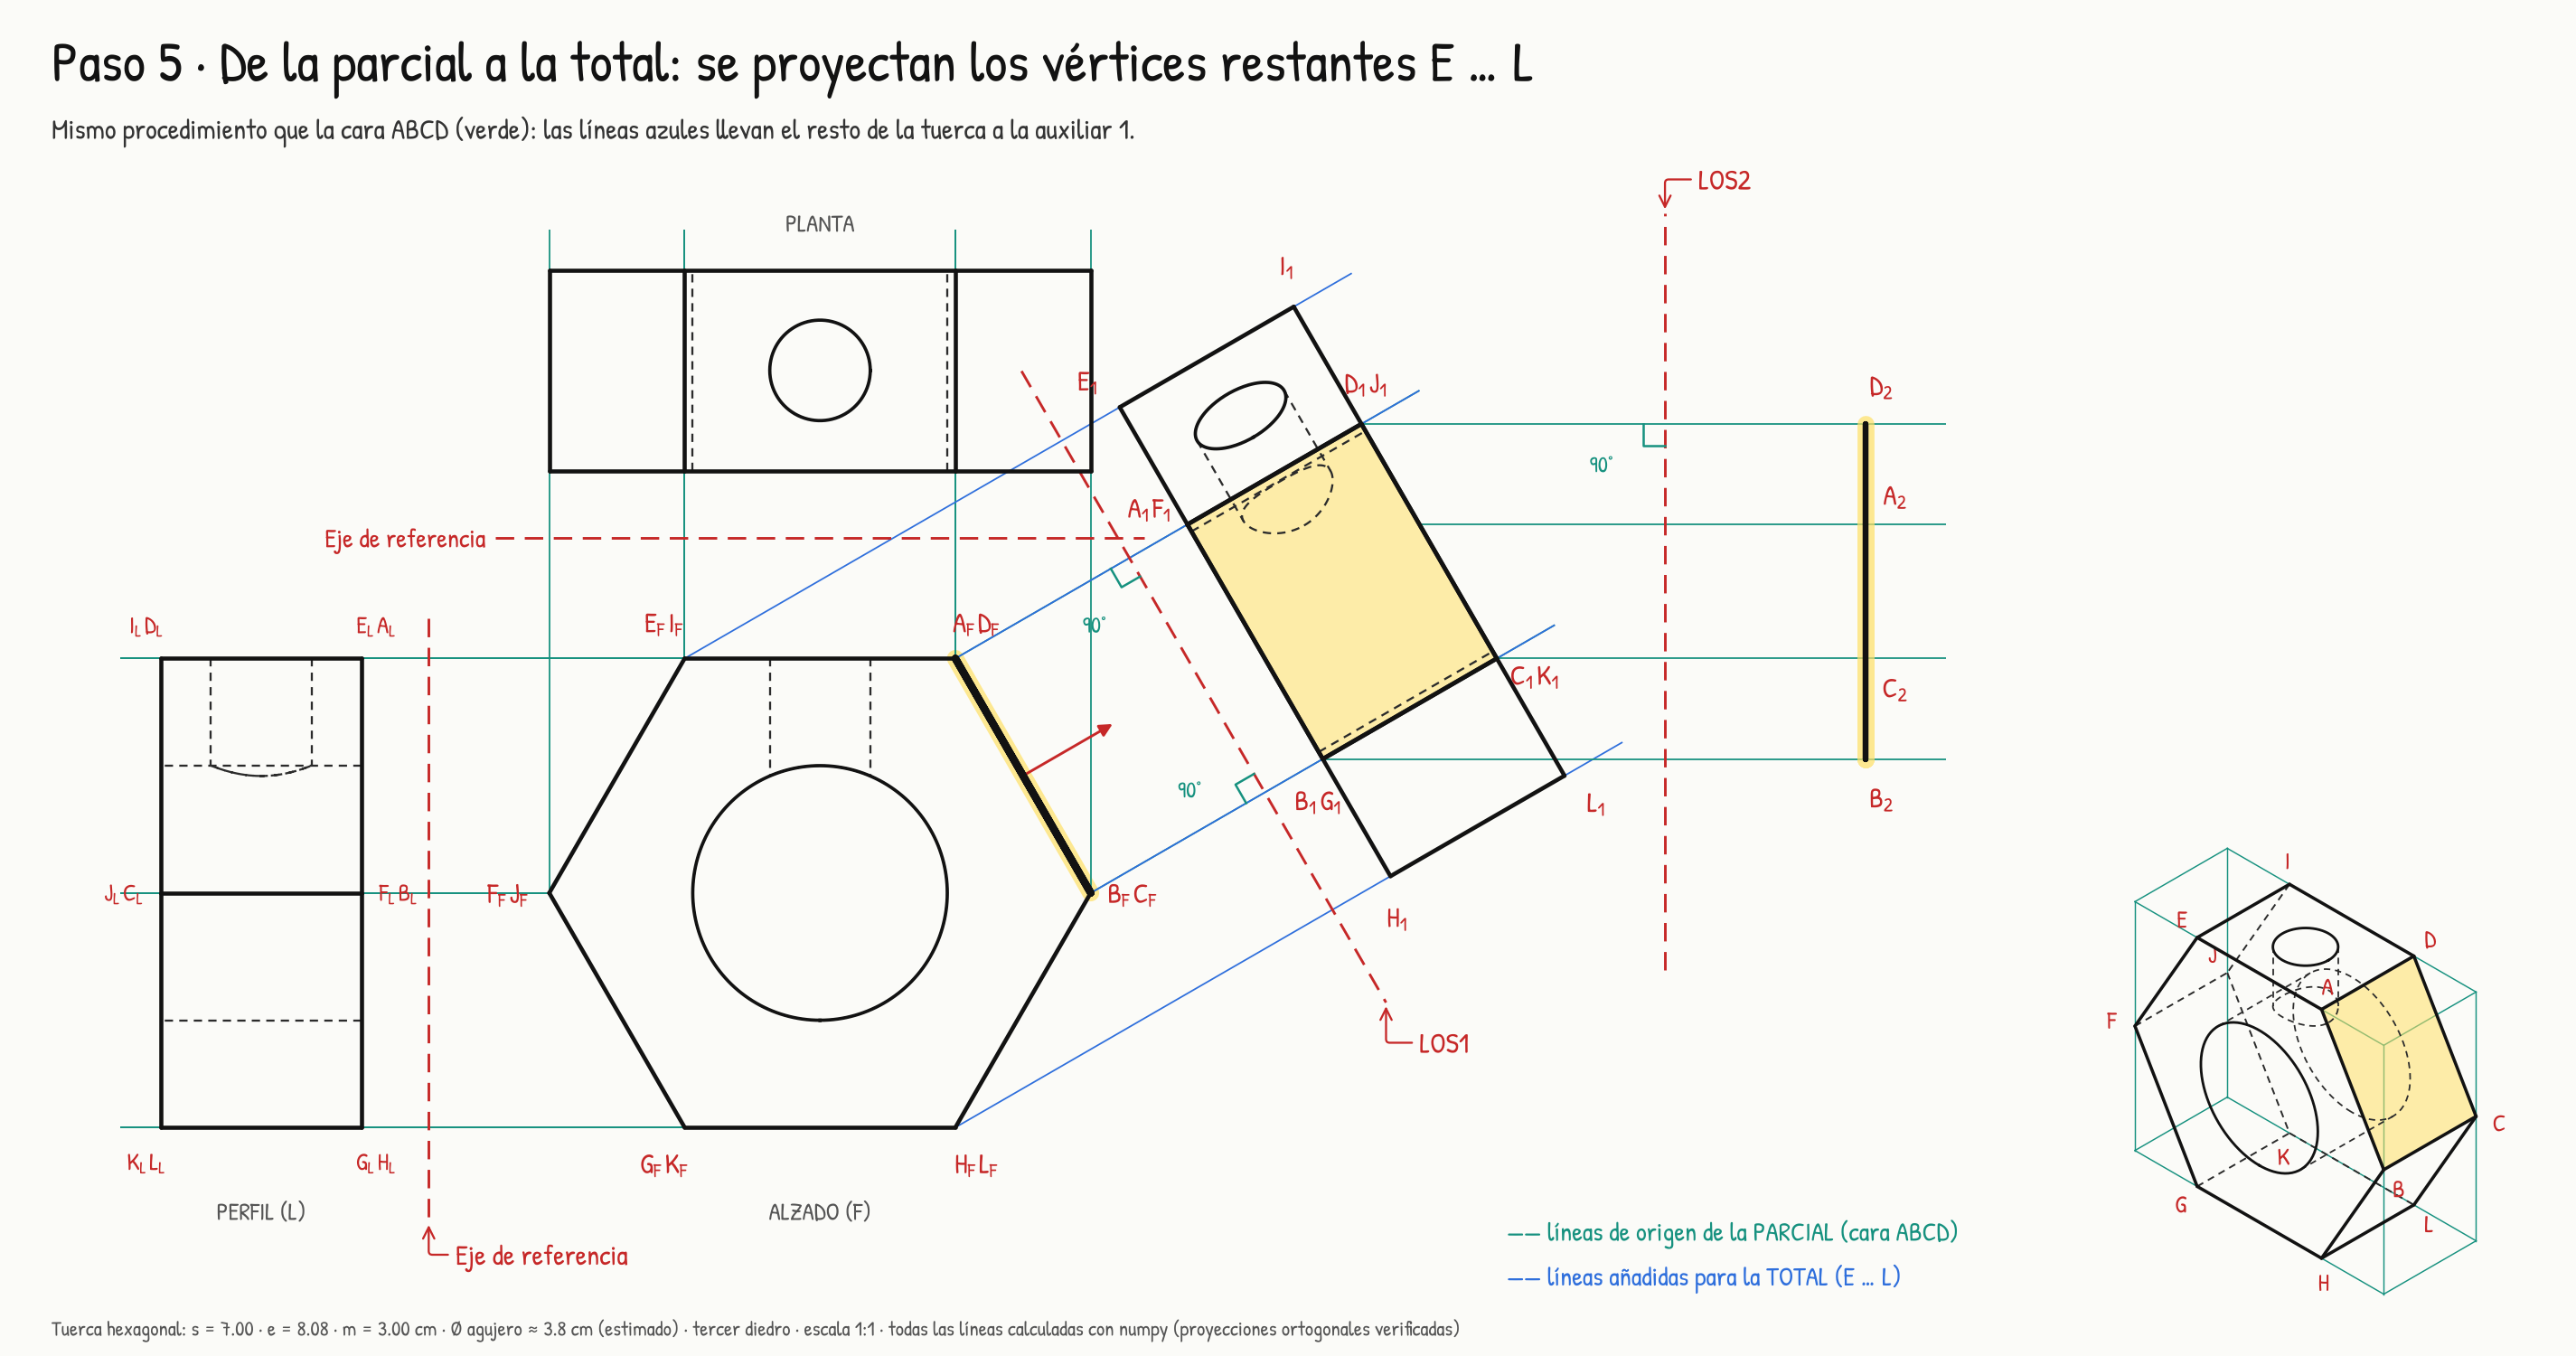 Paso 5 · De la parcial a la total: se proyectan los vértices restantes E ... L
Mismo procedimiento que la cara ABCD (verde): las líneas azules llevan el resto de la tuerca a la auxiliar 1.
LOS2
PLANTA
I1
E1
D1 J1
D2
90°
A2
A1 F1
Eje de referencia
IL DL
EL AL
EF IF
AF DF
90°
C1 K1
C2
90°
B1 G1
L1
B2
JL CL
FL BL
FF JF
BF CF
H1
I
E
D
J
A
F
LOS1
C
K
KL LL
GL HL
GF KF
HF LF
B
G
L
PERFIL (L)
ALZADO (F)
H
Eje de referencia
—— líneas de origen de la PARCIAL (cara ABCD)
—— líneas añadidas para la TOTAL (E ... L)
Tuerca hexagonal: s = 7.00 · e = 8.08 · m = 3.00 cm · Ø agujero ≈ 3.8 cm (estimado) · tercer diedro · escala 1:1 · todas las líneas calculadas con numpy (proyecciones ortogonales verificadas)